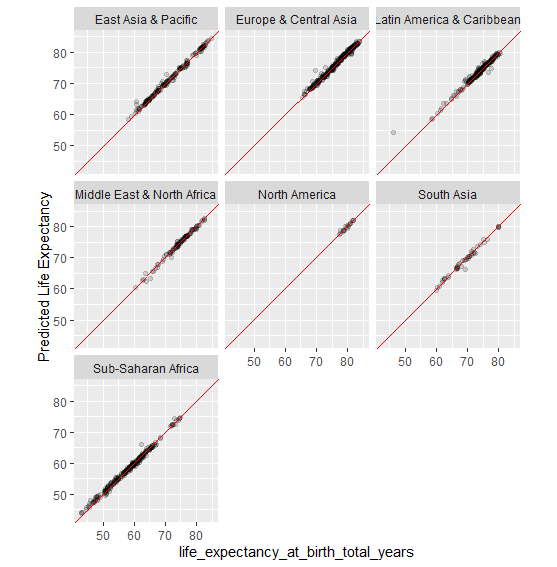 East Asia & Pacific
Europe & Central Asia
Latin America & Caribbean
80
70
60
50
Middle East & North Africa
North America
South Asia
80
70
60
50
Sub-Saharan Africa
50 60 70 80
50 60 70 80
80
70
60
50
50 60 70 80
Predicted Life Expectancy
life_expectancy_at_birth_total_years